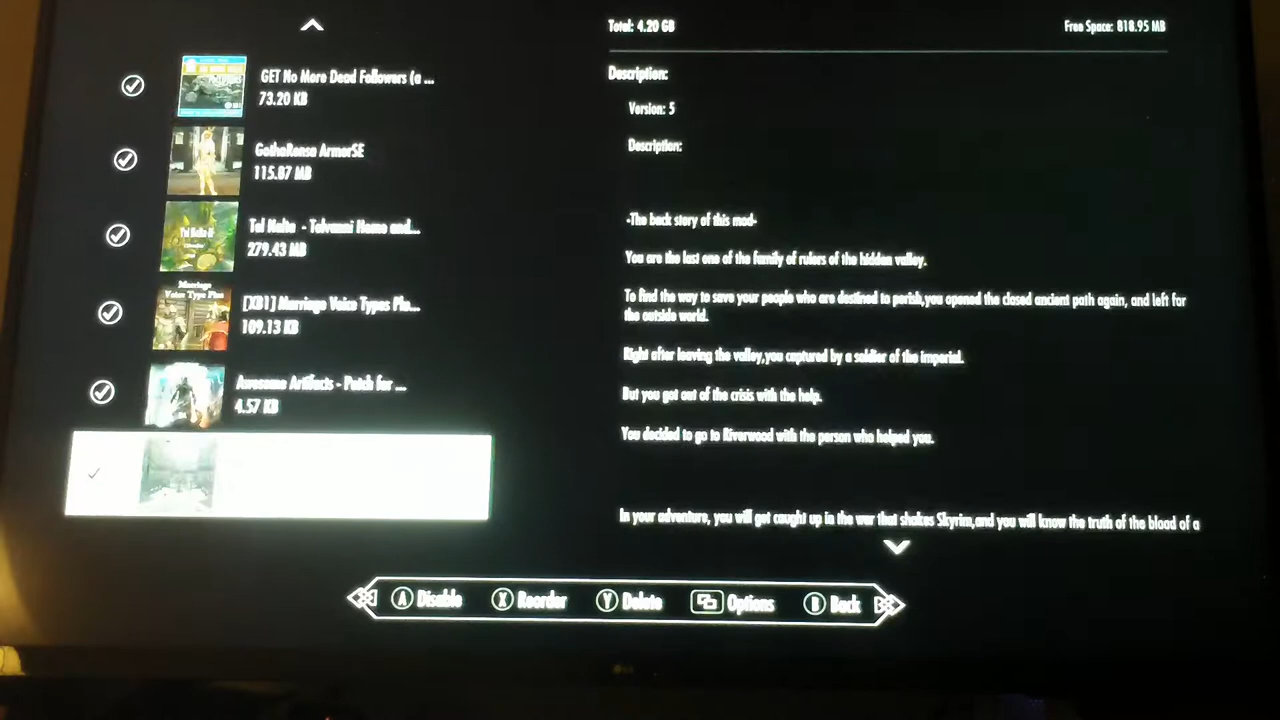 Total: 4.20 GB
Free Space: 818.95 MB
GET No More Dead Followers (a ...
73.20 KB
GothaRensa ArmorSE
115.87 MB
Tel Nalta - Telvanni Home and...
279.43 MB
Marriage
Voice Type Plus
[XB1] Marriage Voice Types Plu...
109.13 KB
Awesome Artifacts - Patch for ...
4.57 KB
Description:
Version: 5
Description:
-The back story of this mod-
You are the last one of the family of rulers of the hidden valley.
To find the way to save your people who are destined to perish,you opened the closed ancient path again, and left for
the outside world.
Right after leaving the valley,you captured by a soldier of the imperial.
But you got out of the crisis with the help.
You decided to go to Riverwood with the person who helped you.
In your adventure, you will get caught up in the war that shakes Skyrim,and you will know the truth of the blood of a
A Disable X Reorder Y Delete Options B Back
LG